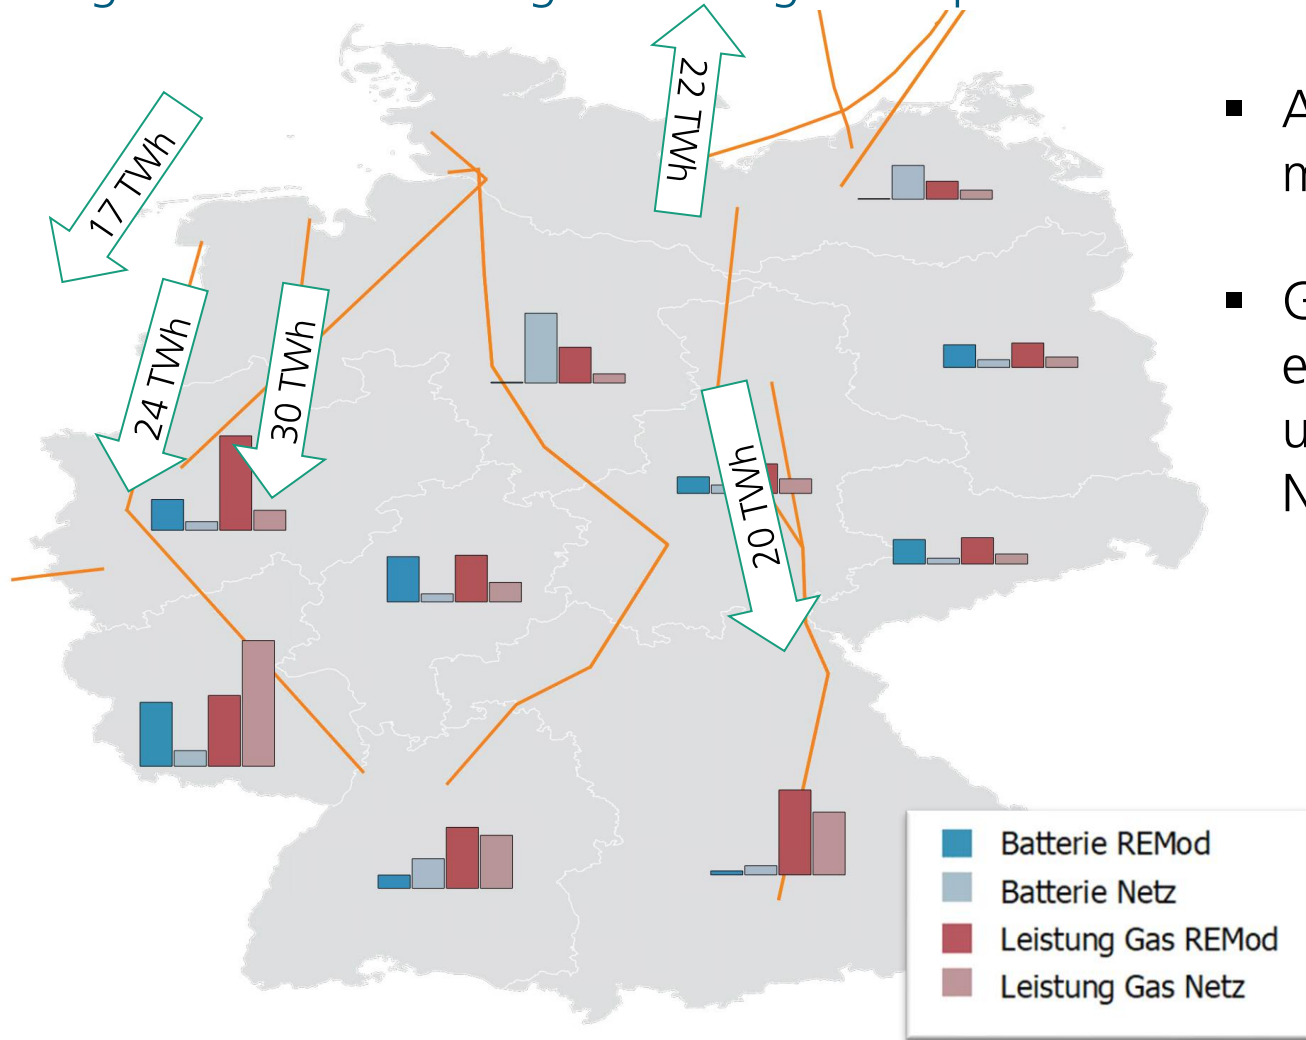 22 TWh
17 TWh
24 TWh
30 TWh
20 TWh
Batterie REMod
Batterie Netz
Leistung Gas REMod
Leistung Gas Netz